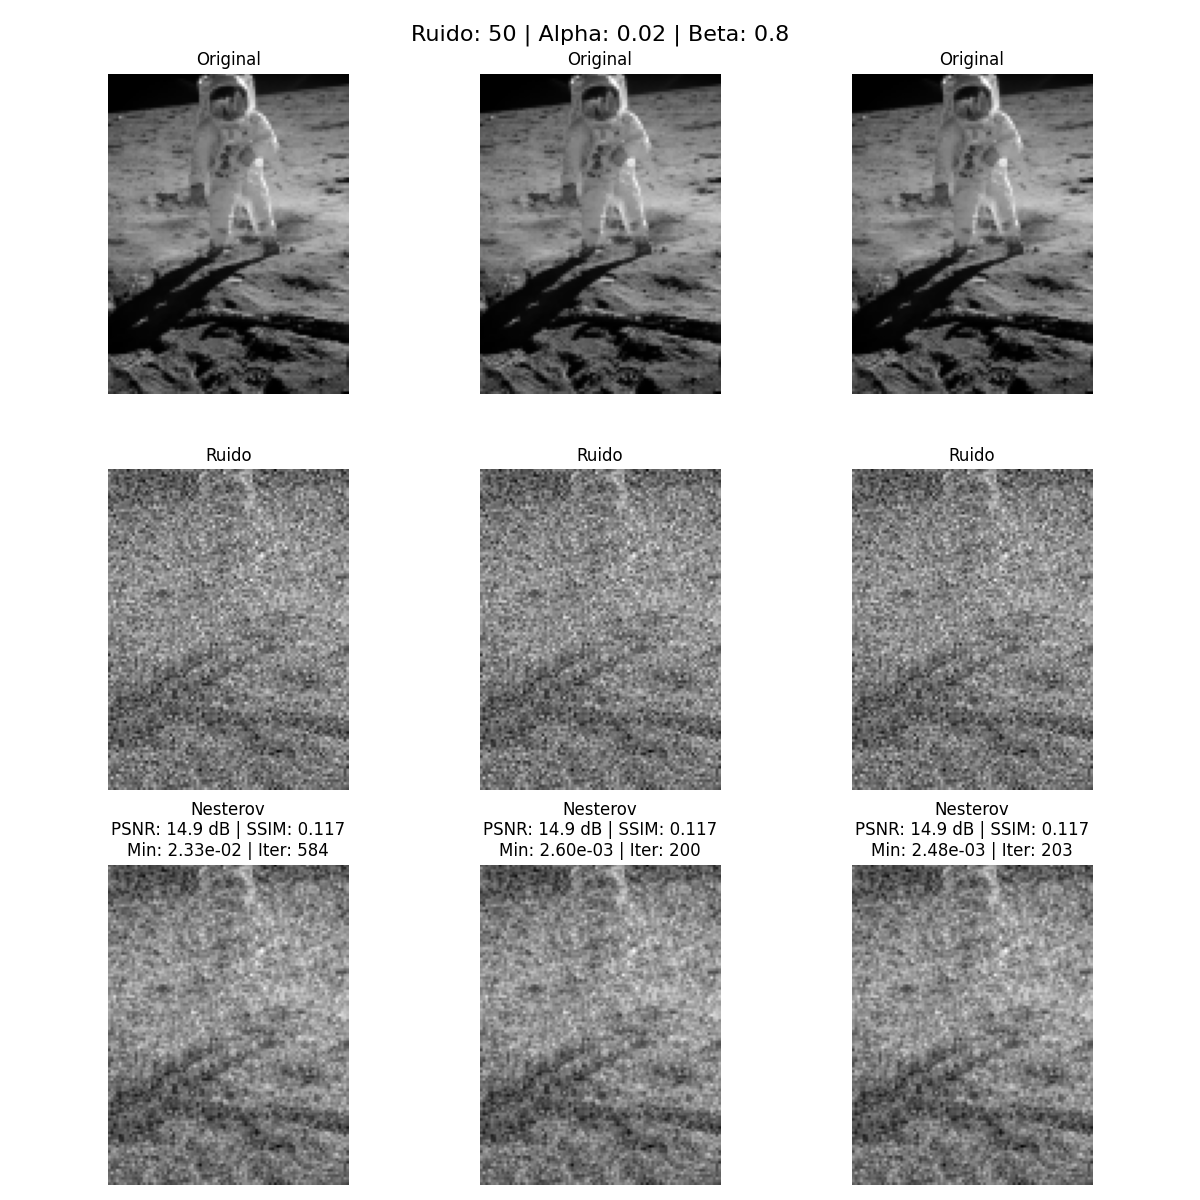 Ruido: 50 | Alpha: 0.02 | Beta: 0.8
Original
Original
Original
Ruido
Ruido
Ruido
Nesterov
PSNR: 14.9 dB | SSIM: 0.117
Min: 2.33e-02 | Iter: 584
Nesterov
PSNR: 14.9 dB | SSIM: 0.117
Min: 2.60e-03 | Iter: 200
Nesterov
PSNR: 14.9 dB | SSIM: 0.117
Min: 2.48e-03 | Iter: 203